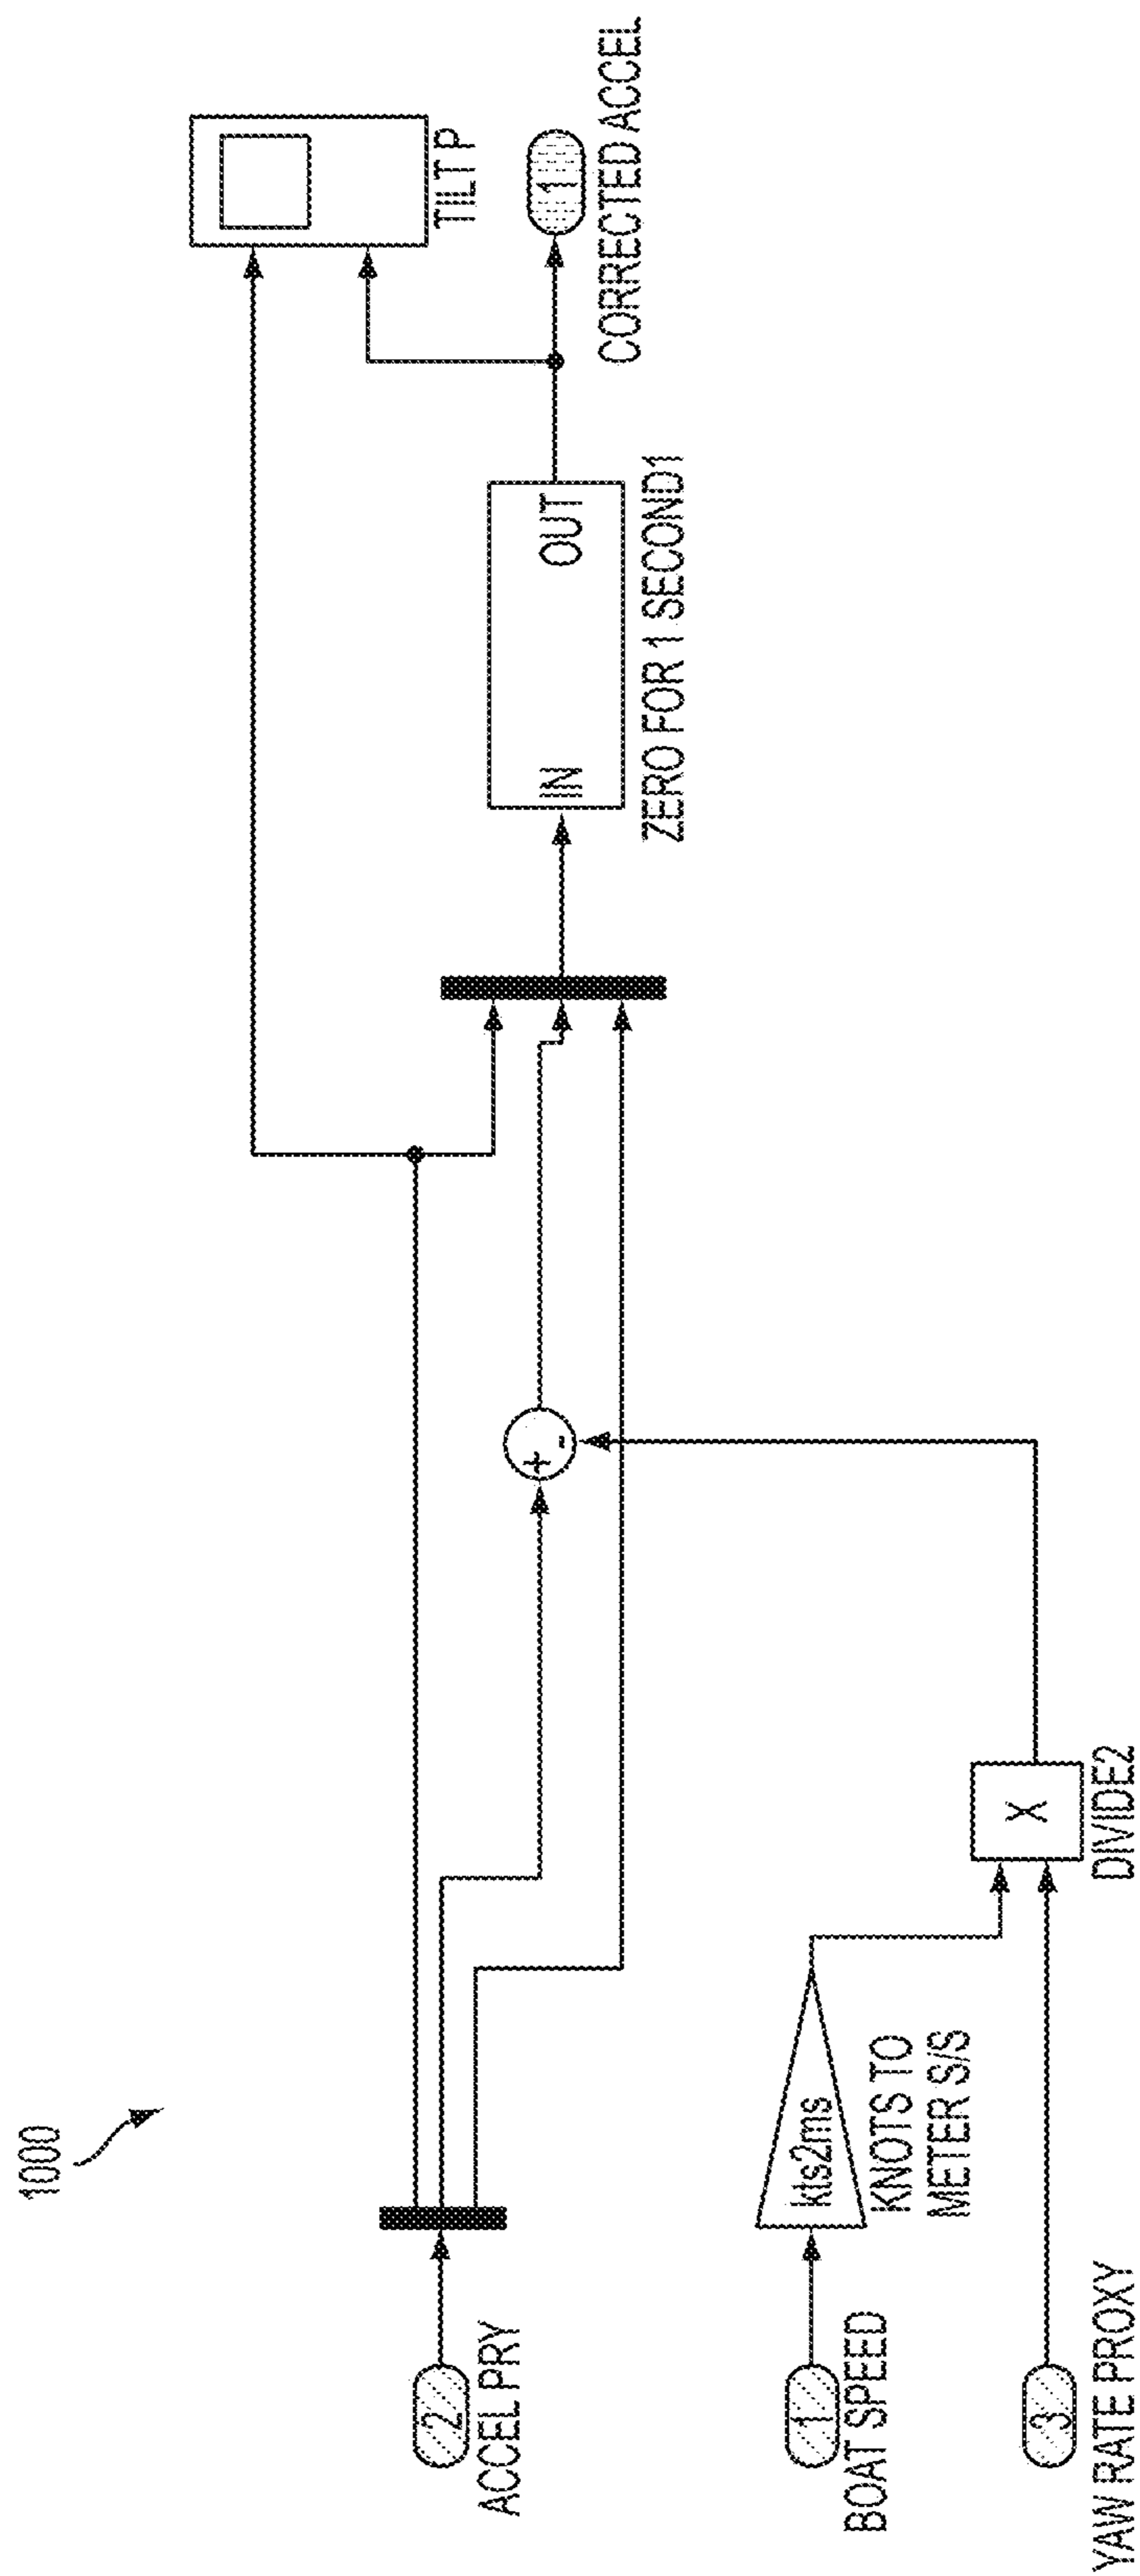 1000
2
ACCEL PRY
1
BOAT SPEED
3
YAW RATE PROXY
kts2ms
KNOTS TO
METER S/S
X
DIVIDE2
+
-
IN
OUT
ZERO FOR 1 SECOND1
TILT P
1
CORRECTED ACCEL